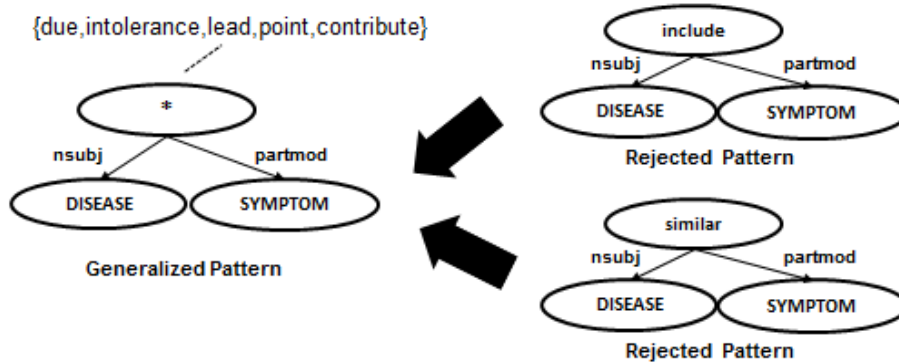 {due,intolerance,lead,point,contribute}
*
nsubj partmod
DISEASE SYMPTOM
Generalized Pattern
include
nsubj partmod
DISEASE SYMPTOM
Rejected Pattern
similar
nsubj partmod
DISEASE SYMPTOM
Rejected Pattern